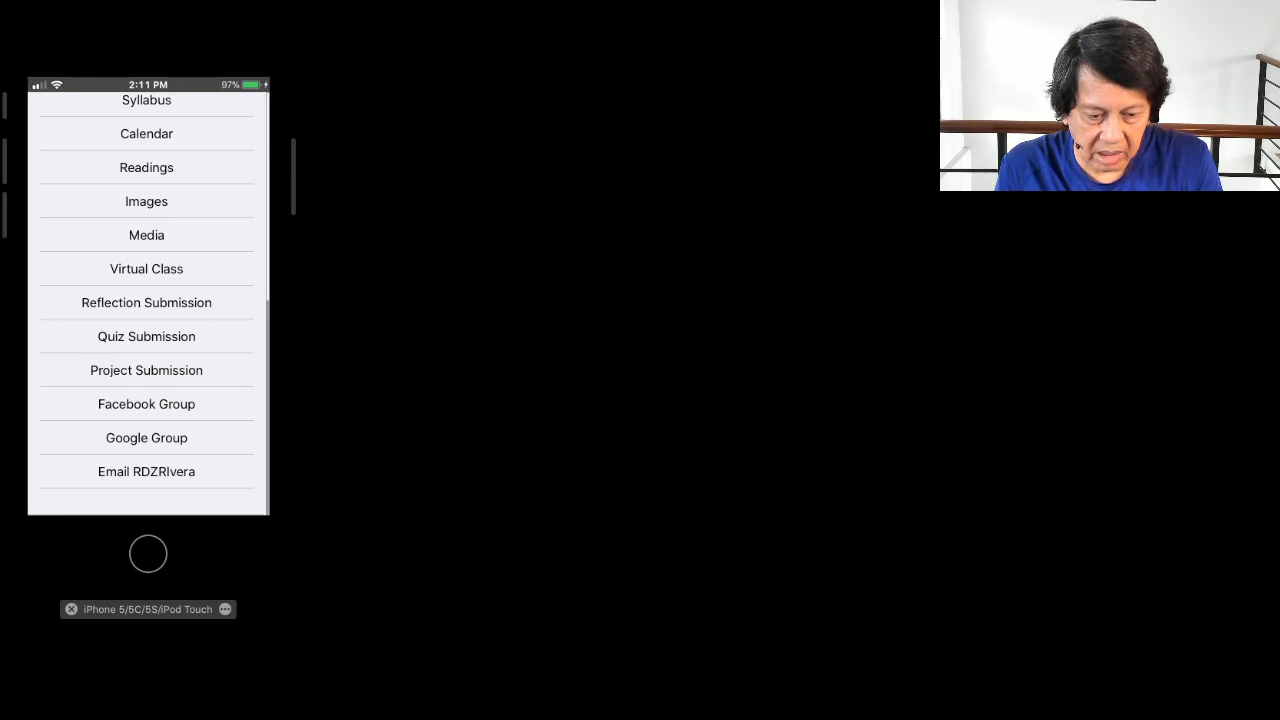 2:11 PM
97%
Syllabus
Calendar
Readings
Images
Media
Virtual Class
Reflection Submission
Quiz Submission
Project Submission
Facebook Group
Google Group
Email RDZRIvera
iPhone 5/5C/5S/iPod Touch